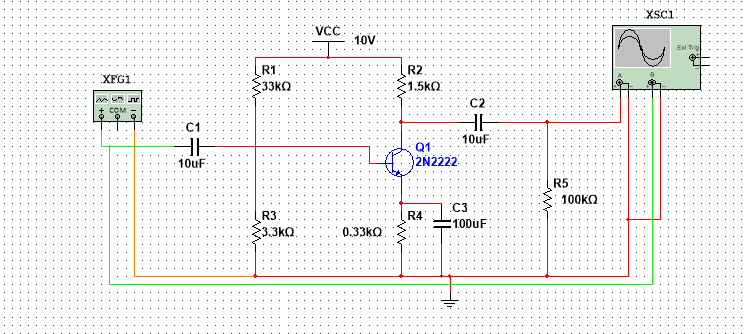 XSC1
VCC
10V
Ext Trig
R1
33kΩ
R2
1.5kΩ
XFG1
COM
A
B
C2
10uF
C1
10uF
Q1
2N2222
R5
100kΩ
R3
3.3kΩ
R4
0.33kΩ
C3
100uF